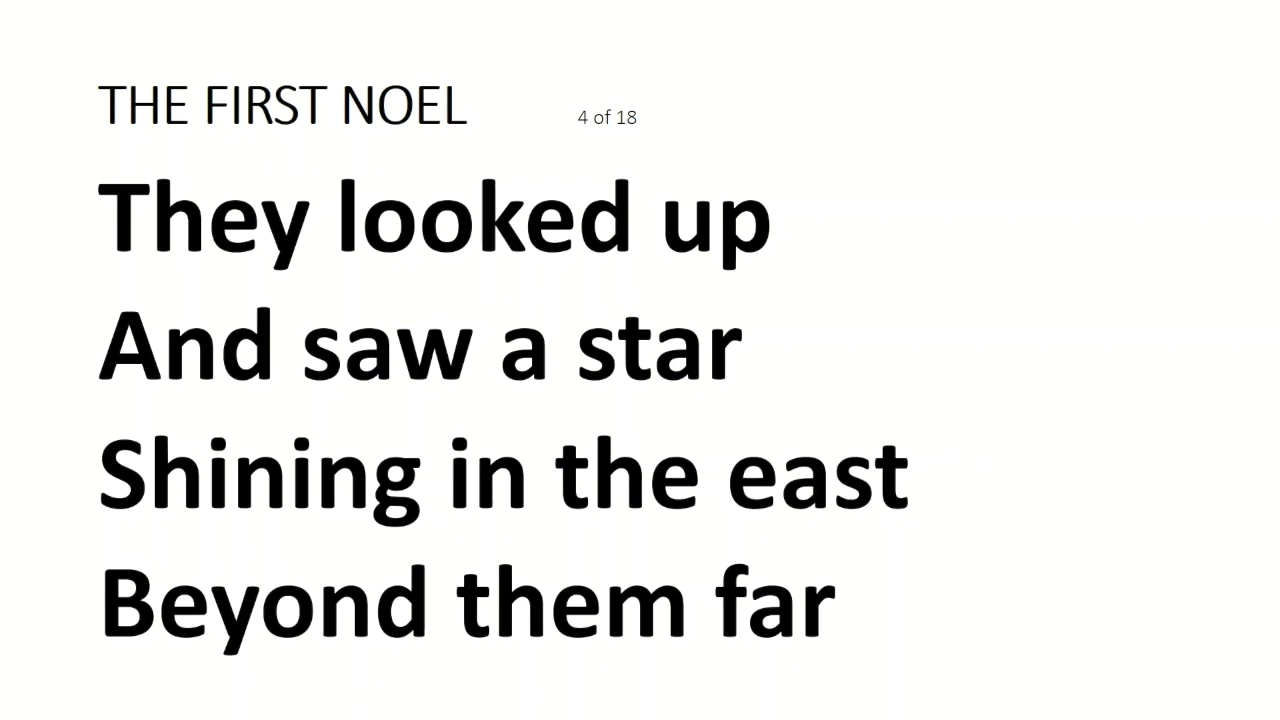 THE FIRST NOEL 4 of 18
They looked up
And saw a star
Shining in the east
Beyond them far